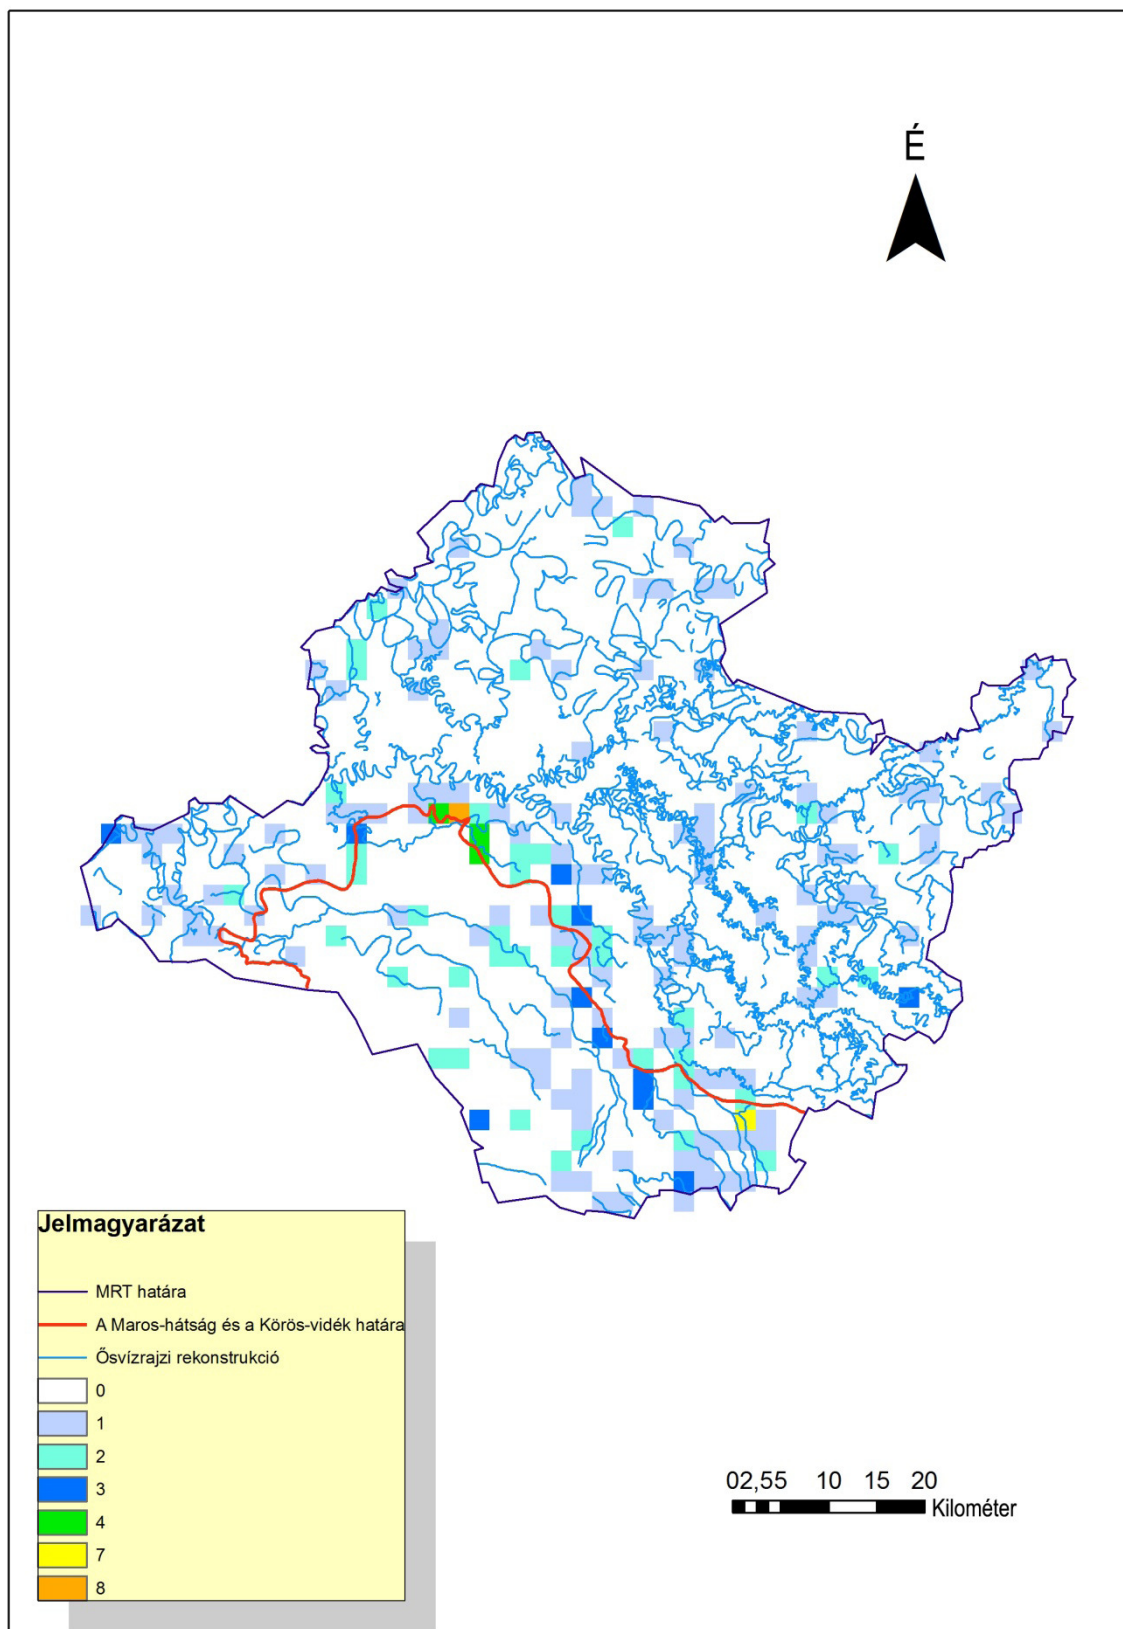 É
Jelmagyarázat
MRT határa
A Maros-hátság és a Körös-vidék határa
Ősvízrajzi rekonstrukció
0
1
2
3
4
7
8
02,55 10 15 20
Kilométer